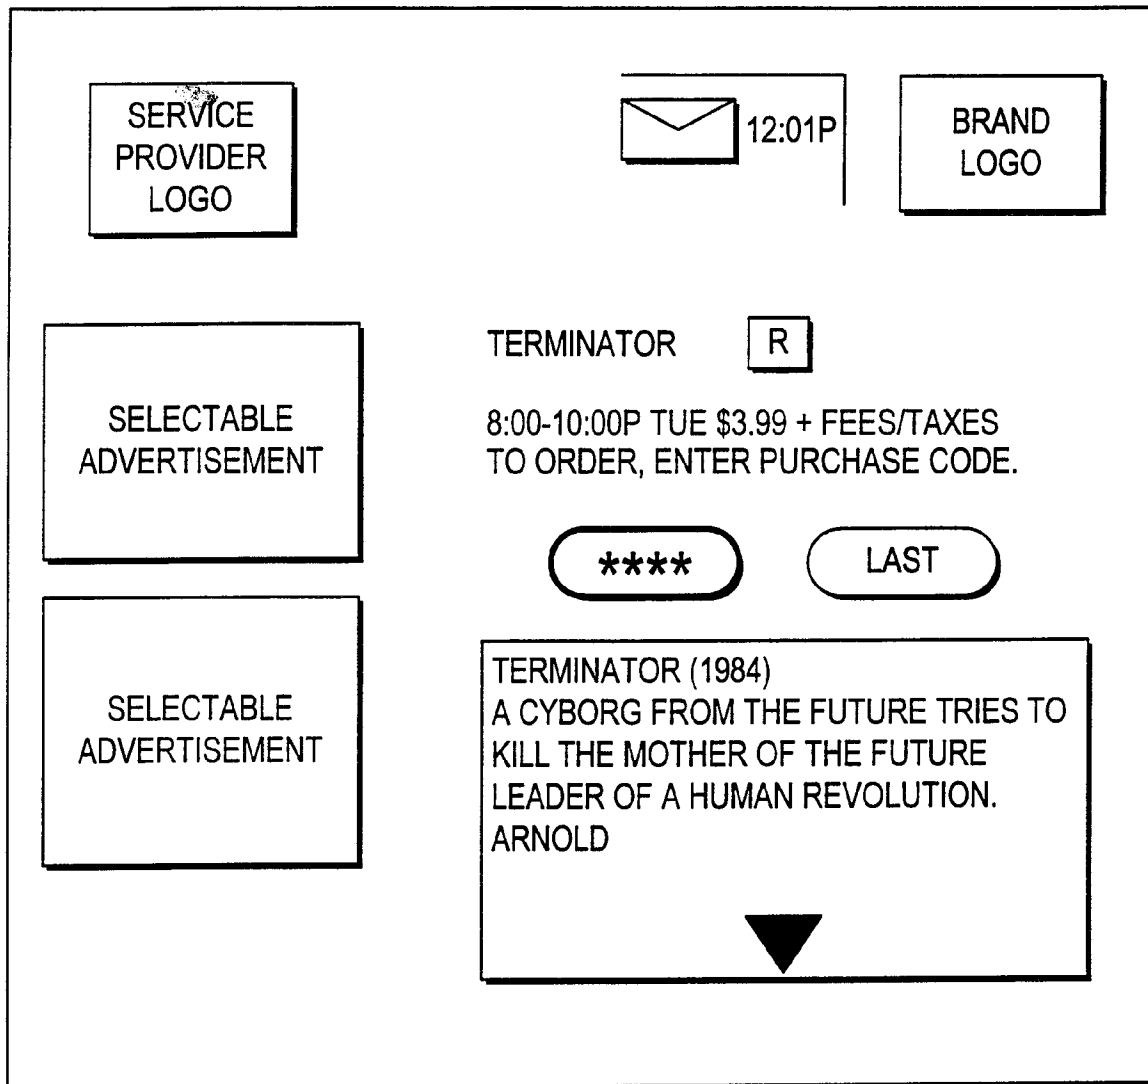 SERVICE
PROVIDER
LOGO
12:01P
BRAND
LOGO
SELECTABLE
ADVERTISEMENT
TERMINATOR R
8:00-10:00P TUE $3.99 + FEES/TAXES
TO ORDER, ENTER PURCHASE CODE.
**** LAST
SELECTABLE
ADVERTISEMENT
TERMINATOR (1984)
A CYBORG FROM THE FUTURE TRIES TO
KILL THE MOTHER OF THE FUTURE
LEADER OF A HUMAN REVOLUTION.
ARNOLD